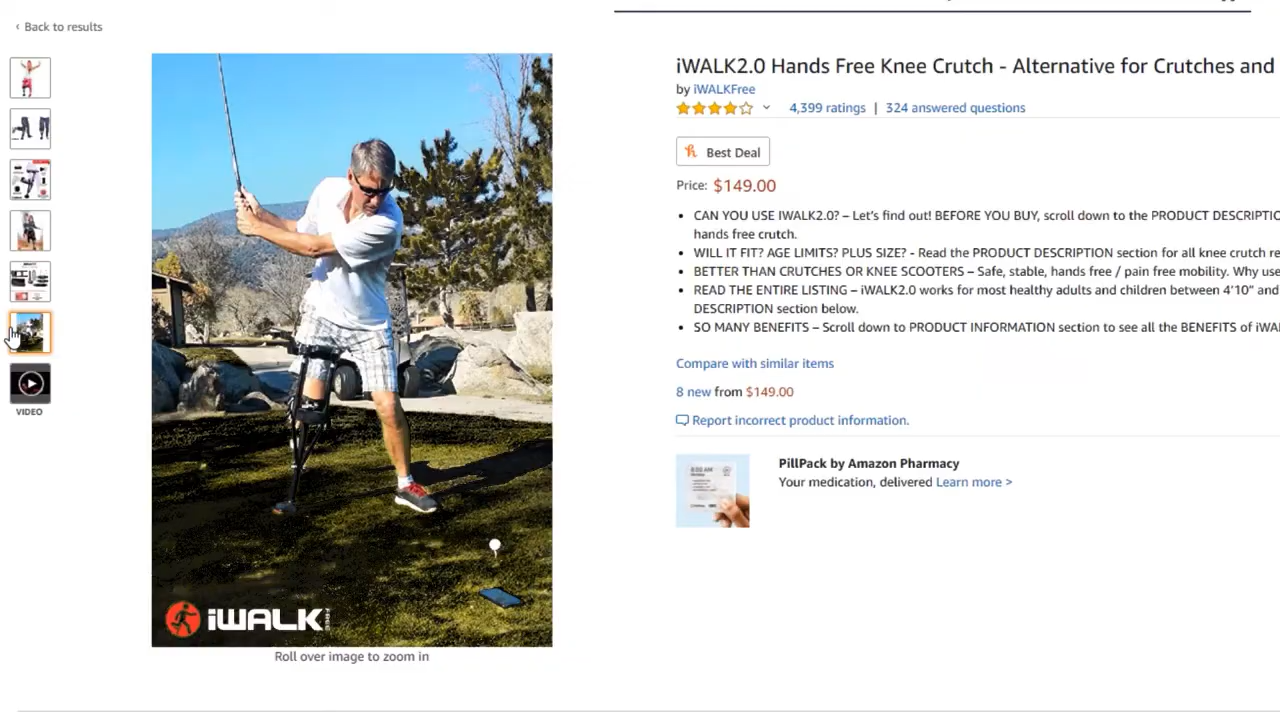 ‹ Back to results
iWALK2.0 Hands Free Knee Crutch - Alternative for Crutches and
by iWALKFree
4,399 ratings | 324 answered questions
Best Deal
Price: $149.00
• CAN YOU USE IWALK2.0? – Let's find out! BEFORE YOU BUY, scroll down to the PRODUCT DESCRIPTIO
hands free crutch.
• WILL IT FIT? AGE LIMITS? PLUS SIZE? - Read the PRODUCT DESCRIPTION section for all knee crutch re
• BETTER THAN CRUTCHES OR KNEE SCOOTERS – Safe, stable, hands free / pain free mobility. Why use
• READ THE ENTIRE LISTING – iWALK2.0 works for most healthy adults and children between 4'10" and
DESCRIPTION section below.
• SO MANY BENEFITS – Scroll down to PRODUCT INFORMATION section to see all the BENEFITS of iWA
Compare with similar items
8 new from $149.00
Report incorrect product information.
PillPack by Amazon Pharmacy
Your medication, delivered Learn more >
VIDEO
iWALK
Roll over image to zoom in